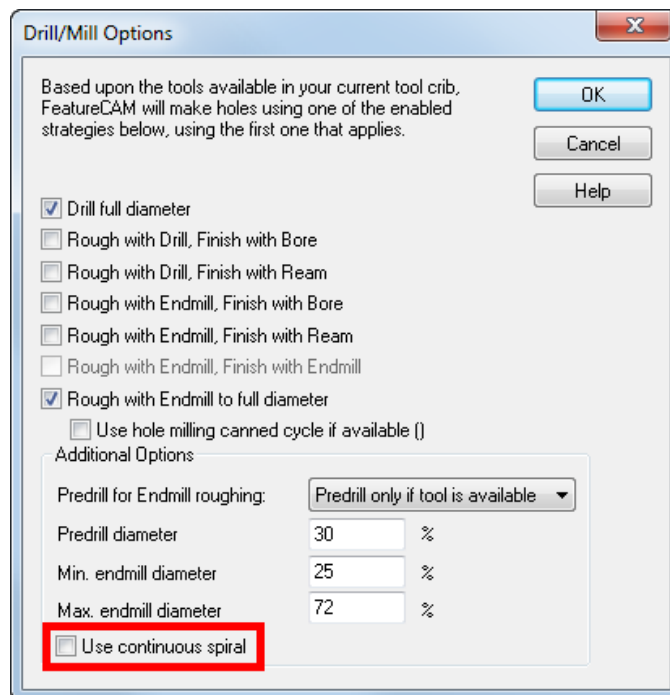 Drill/Mill Options
Based upon the tools available in your current tool crib,
FeatureCAM will make holes using one of the enabled
strategies below, using the first one that applies.
OK
Cancel
Help
Drill full diameter
Rough with Drill, Finish with Bore
Rough with Drill, Finish with Ream
Rough with Endmill, Finish with Bore
Rough with Endmill, Finish with Ream
Rough with Endmill, Finish with Endmill
Rough with Endmill to full diameter
Use hole milling canned cycle if available ()
Additional Options
Predrill for Endmill roughing: Predrill only if tool is available
Predrill diameter 30 %
Min. endmill diameter 25 %
Max. endmill diameter 72 %
Use continuous spiral